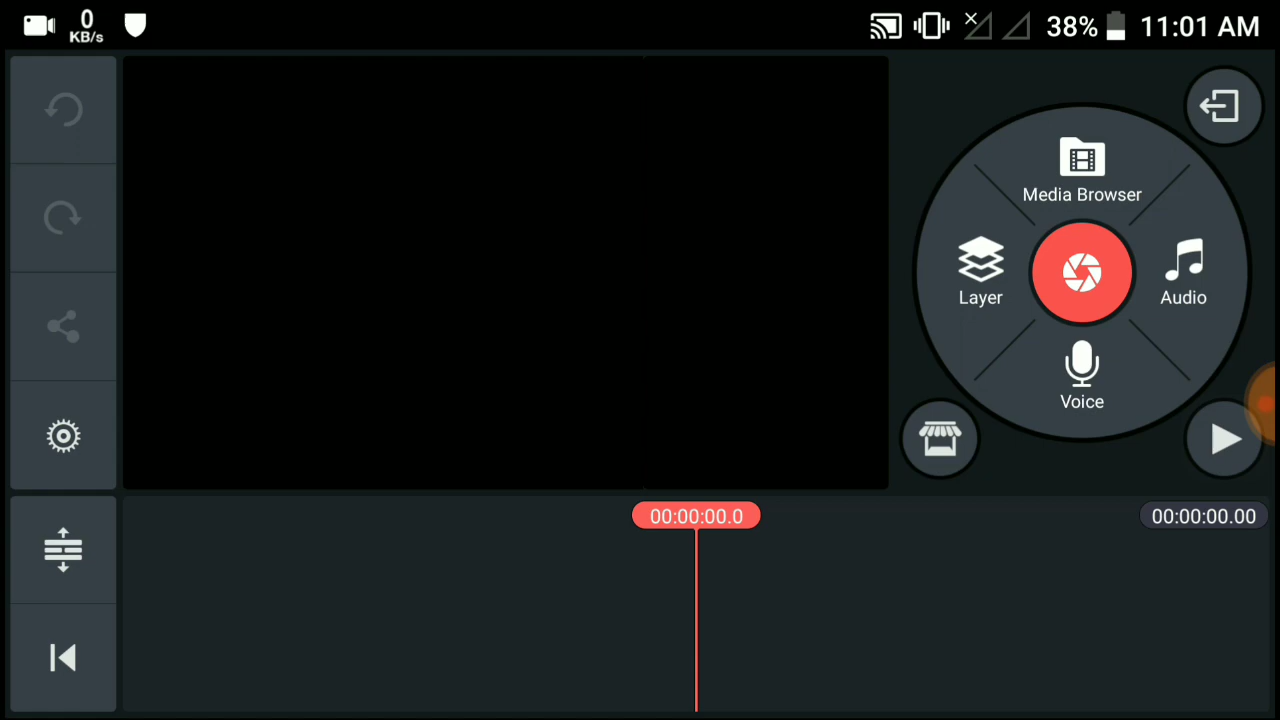 0
KB/s
38%
11:01 AM
Media Browser
Layer
Audio
Voice
00:00:00.0
00:00:00.00